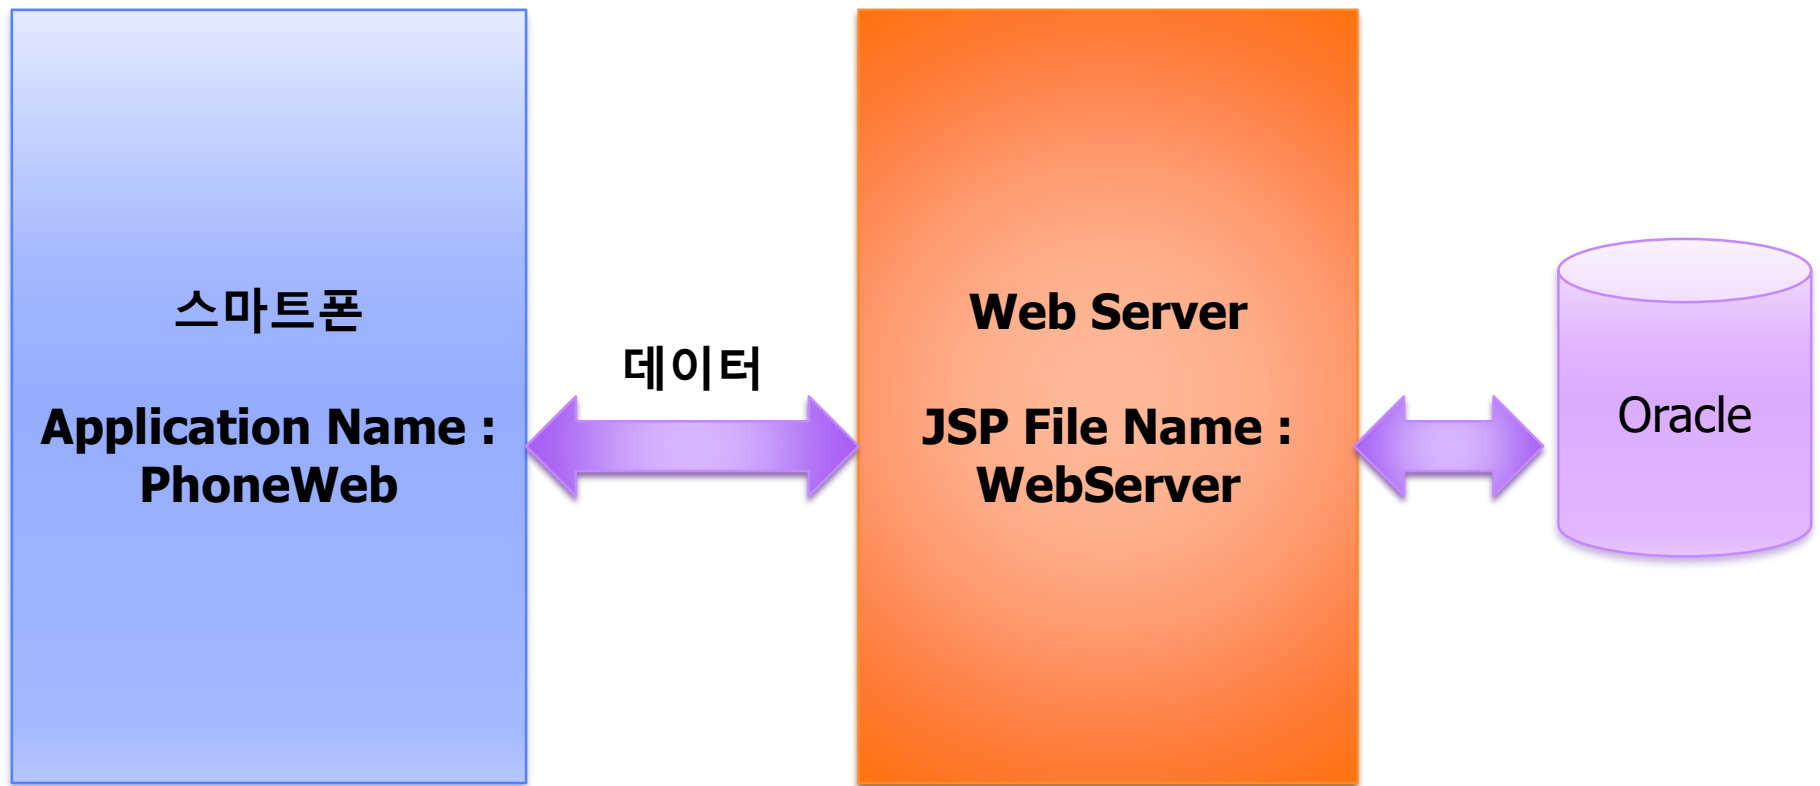 스마트폰
Application Name :
PhoneWeb
데이터
Web Server
JSP File Name :
WebServer
Oracle